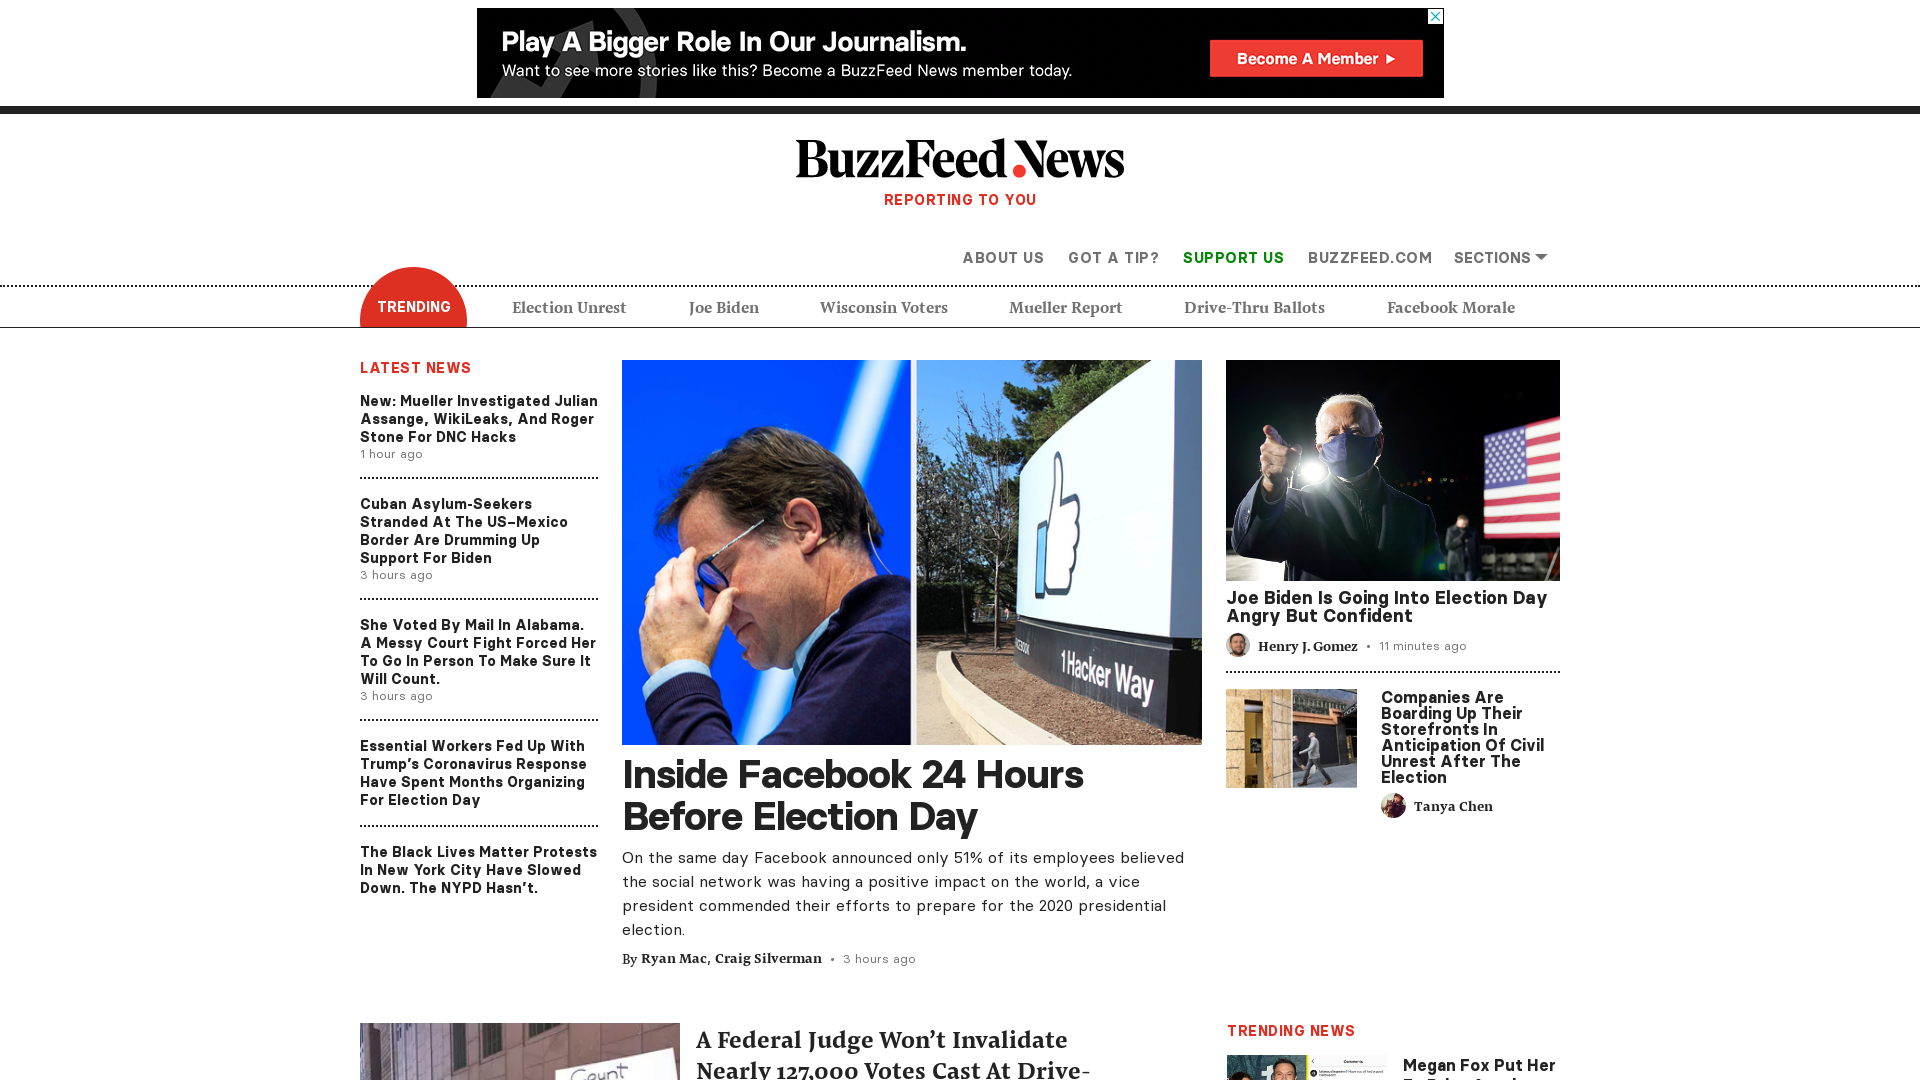 Play A Bigger Role In Our Journalism.
Want to see more stories like this? Become a BuzzFeed News member today.
Become A Member
BuzzFeed News
REPORTING TO YOU
ABOUT US
GOT A TIP?
SUPPORT US
BUZZFEED.COM
SECTIONS
TRENDING
Election Unrest
Joe Biden
Wisconsin Voters
Mueller Report
Drive-Thru Ballots
Facebook Morale
LATEST NEWS
New: Mueller Investigated Julian
Assange, WikiLeaks, And Roger
Stone For DNC Hacks
1 hour ago
Cuban Asylum-Seekers
Stranded At The US–Mexico
Border Are Drumming Up
Support For Biden
3 hours ago
She Voted By Mail In Alabama.
A Messy Court Fight Forced Her
To Go In Person To Make Sure It
Will Count.
3 hours ago
Essential Workers Fed Up With
Trump’s Coronavirus Response
Have Spent Months Organizing
For Election Day
The Black Lives Matter Protests
In New York City Have Slowed
Down. The NYPD Hasn’t.
FACEBOOK
1 Hacker Way
Inside Facebook 24 Hours
Before Election Day
On the same day Facebook announced only 51% of its employees believed
the social network was having a positive impact on the world, a vice
president commended their efforts to prepare for the 2020 presidential
election.
By Ryan Mac, Craig Silverman • 3 hours ago
Joe Biden Is Going Into Election Day
Angry But Confident
Henry J. Gomez • 11 minutes ago
Companies Are
Boarding Up Their
Storefronts In
Anticipation Of Civil
Unrest After The
Election
Tanya Chen
Count
A Federal Judge Won’t Invalidate
Nearly 127,000 Votes Cast At Drive-
TRENDING NEWS
Comments
Megan Fox Put Her